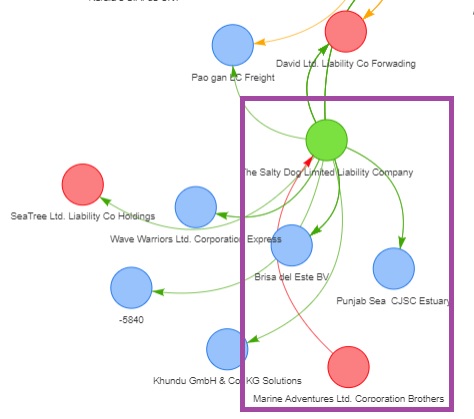 David Ltd. Liability Co Forwading
Pao gan LC Freight
The Salty Dog Limited Liability Company
SeaTree Ltd. Liability Co Holdings
Wave Warriors Ltd. Corporation Express
Brisa del Este BV
Punjab Sea CJSC Estuary
-5840
Khundu GmbH & Co. KG Solutions
Marine Adventures Ltd. Corporation Brothers